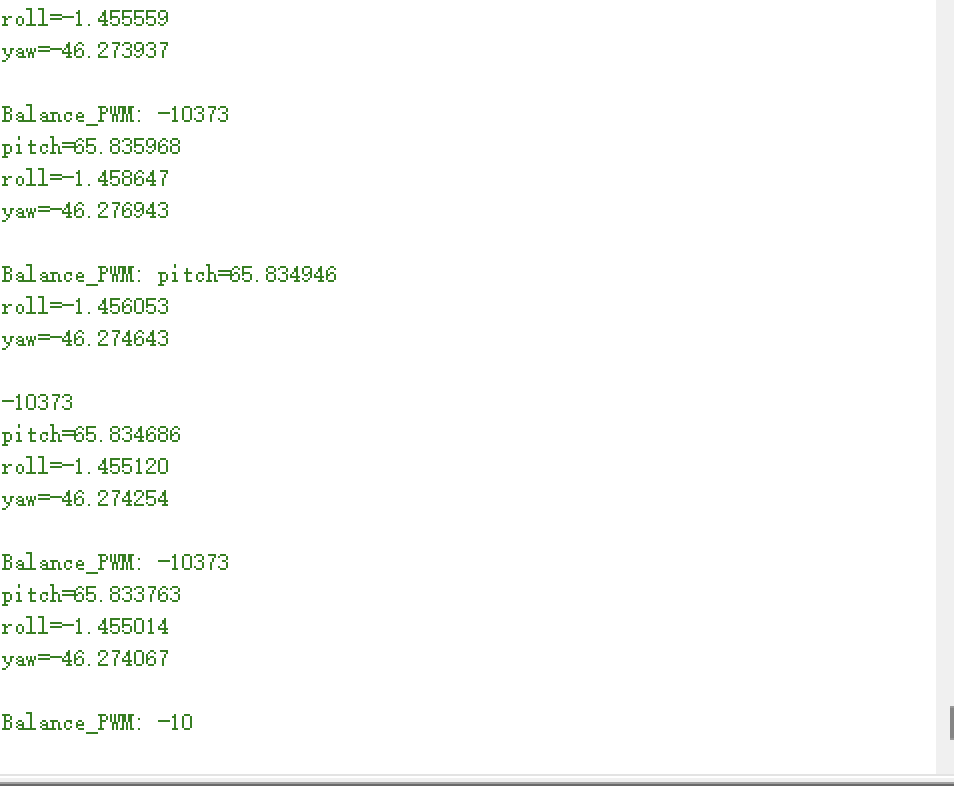 roll=-1.455559
yaw=-46.273937
Balance_PWM: -10373
pitch=65.835968
roll=-1.458647
yaw=-46.276943
Balance_PWM: pitch=65.834946
roll=-1.456053
yaw=-46.274643
-10373
pitch=65.834686
roll=-1.455120
yaw=-46.274254
Balance_PWM: -10373
pitch=65.833763
roll=-1.455014
yaw=-46.274067
Balance_PWM: -10